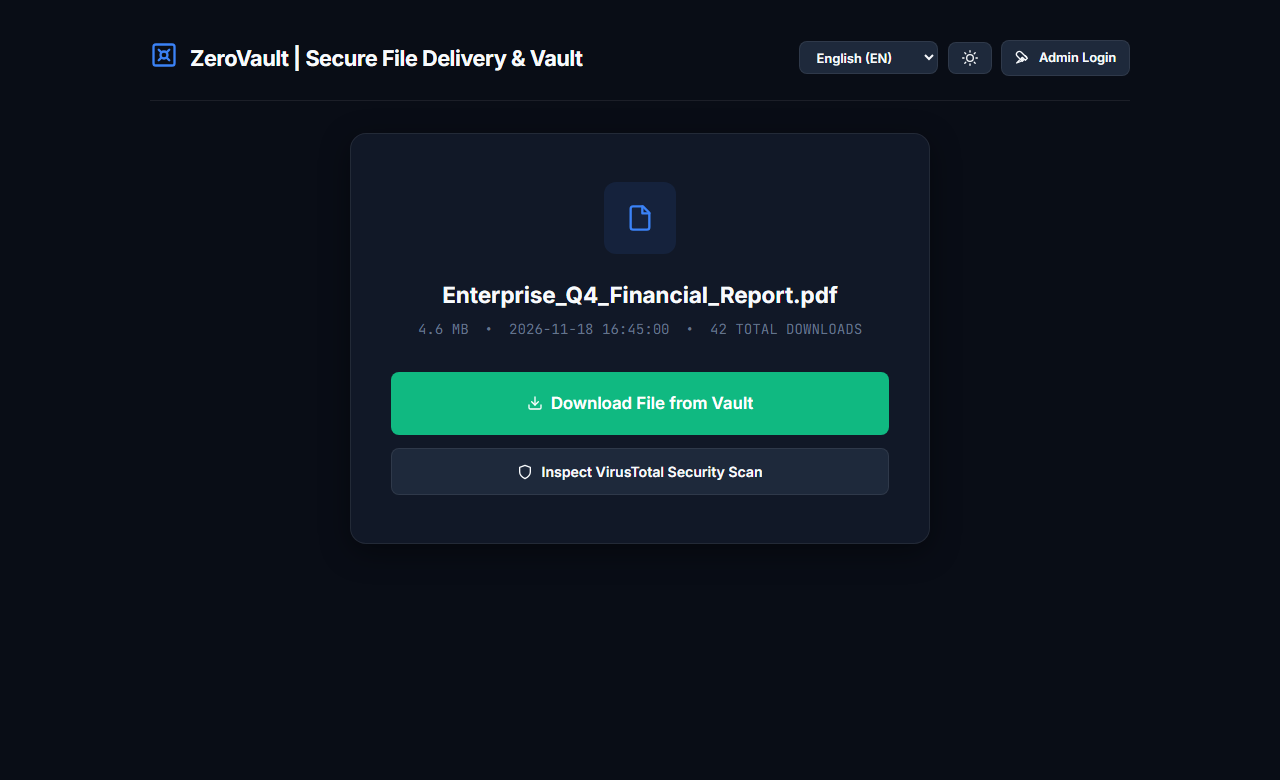 ZeroVault | Secure File Delivery & Vault
English (EN)
Admin Login
Enterprise_Q4_Financial_Report.pdf
4.6 MB • 2026-11-18 16:45:00 • 42 TOTAL DOWNLOADS
Download File from Vault
Inspect VirusTotal Security Scan